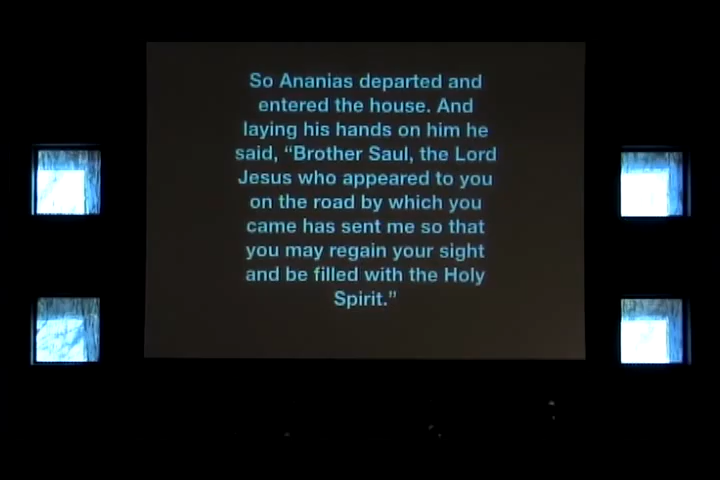 So Ananias departed and
entered the house. And
laying his hands on him he
said, “Brother Saul, the Lord
Jesus who appeared to you
on the road by which you
came has sent me so that
you may regain your sight
and be filled with the Holy
Spirit.”